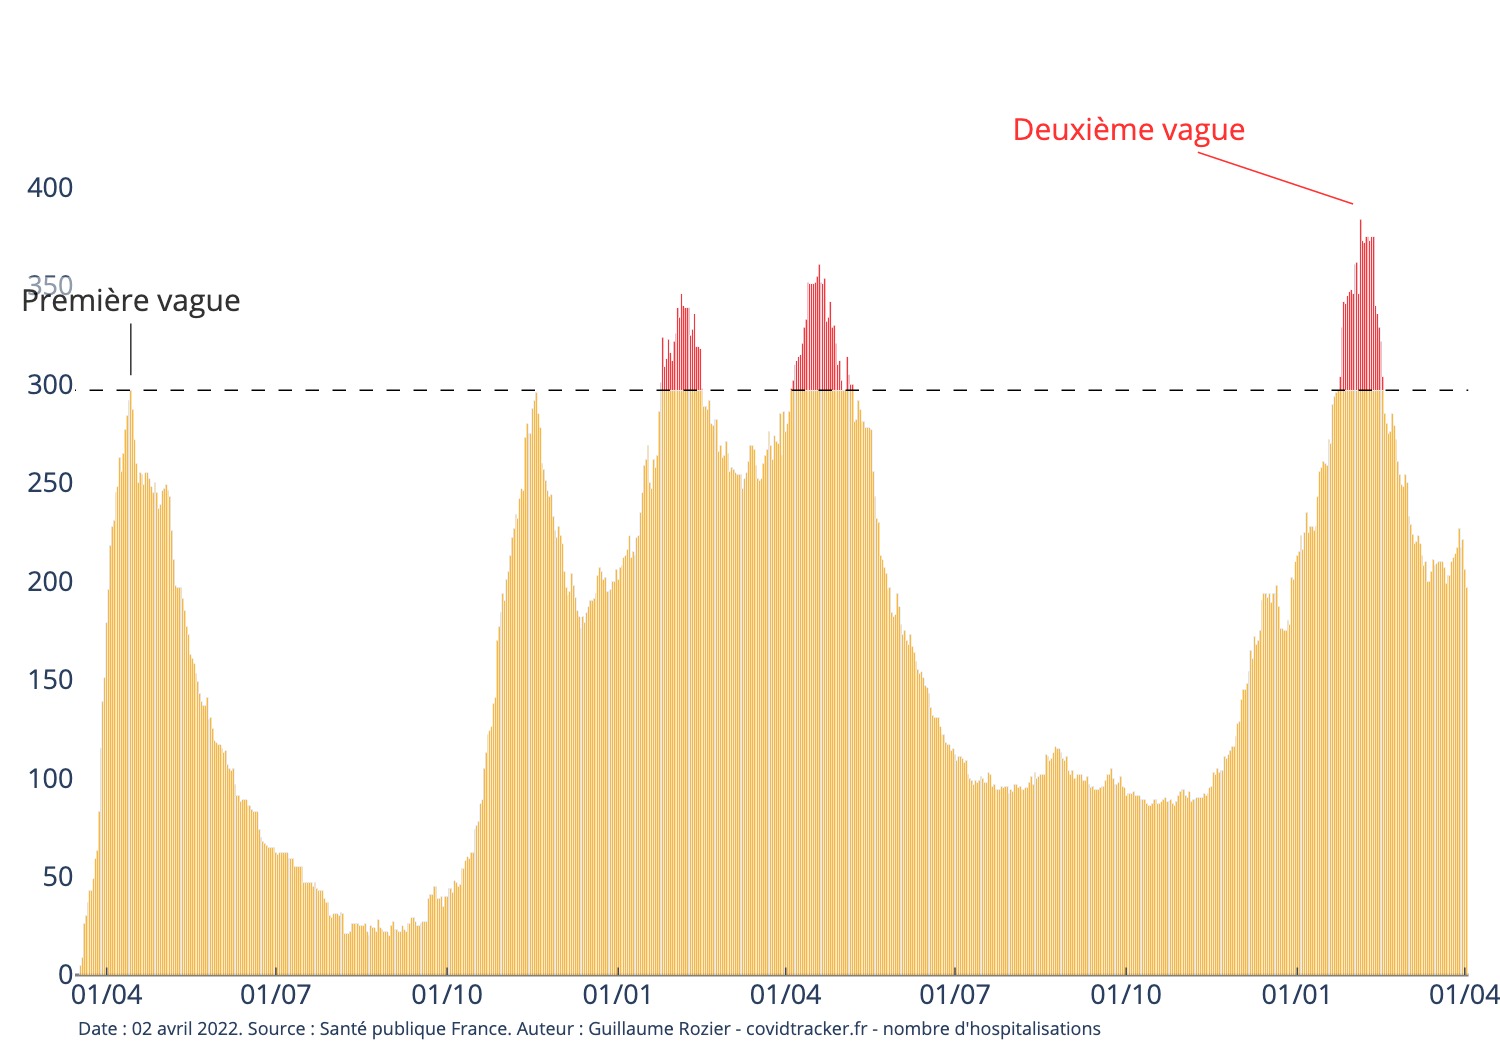 Deuxième vague
400
350
Première vague
300
250
200
150
100
50
0
01/04 01/07 01/10 01/01 01/04 01/07 01/10 01/01 01/04
Date : 02 avril 2022. Source : Santé publique France. Auteur : Guillaume Rozier - covidtracker.fr - nombre d'hospitalisations